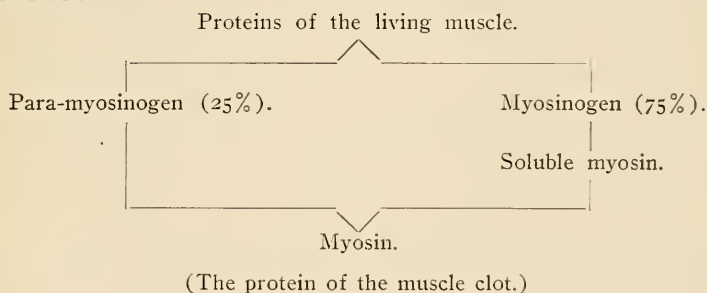 Proteins of the living muscle.
Para-myosinogen (25%). Myosinogen (75%).
Soluble myosin.
Myosin.
(The protein of the muscle clot.)